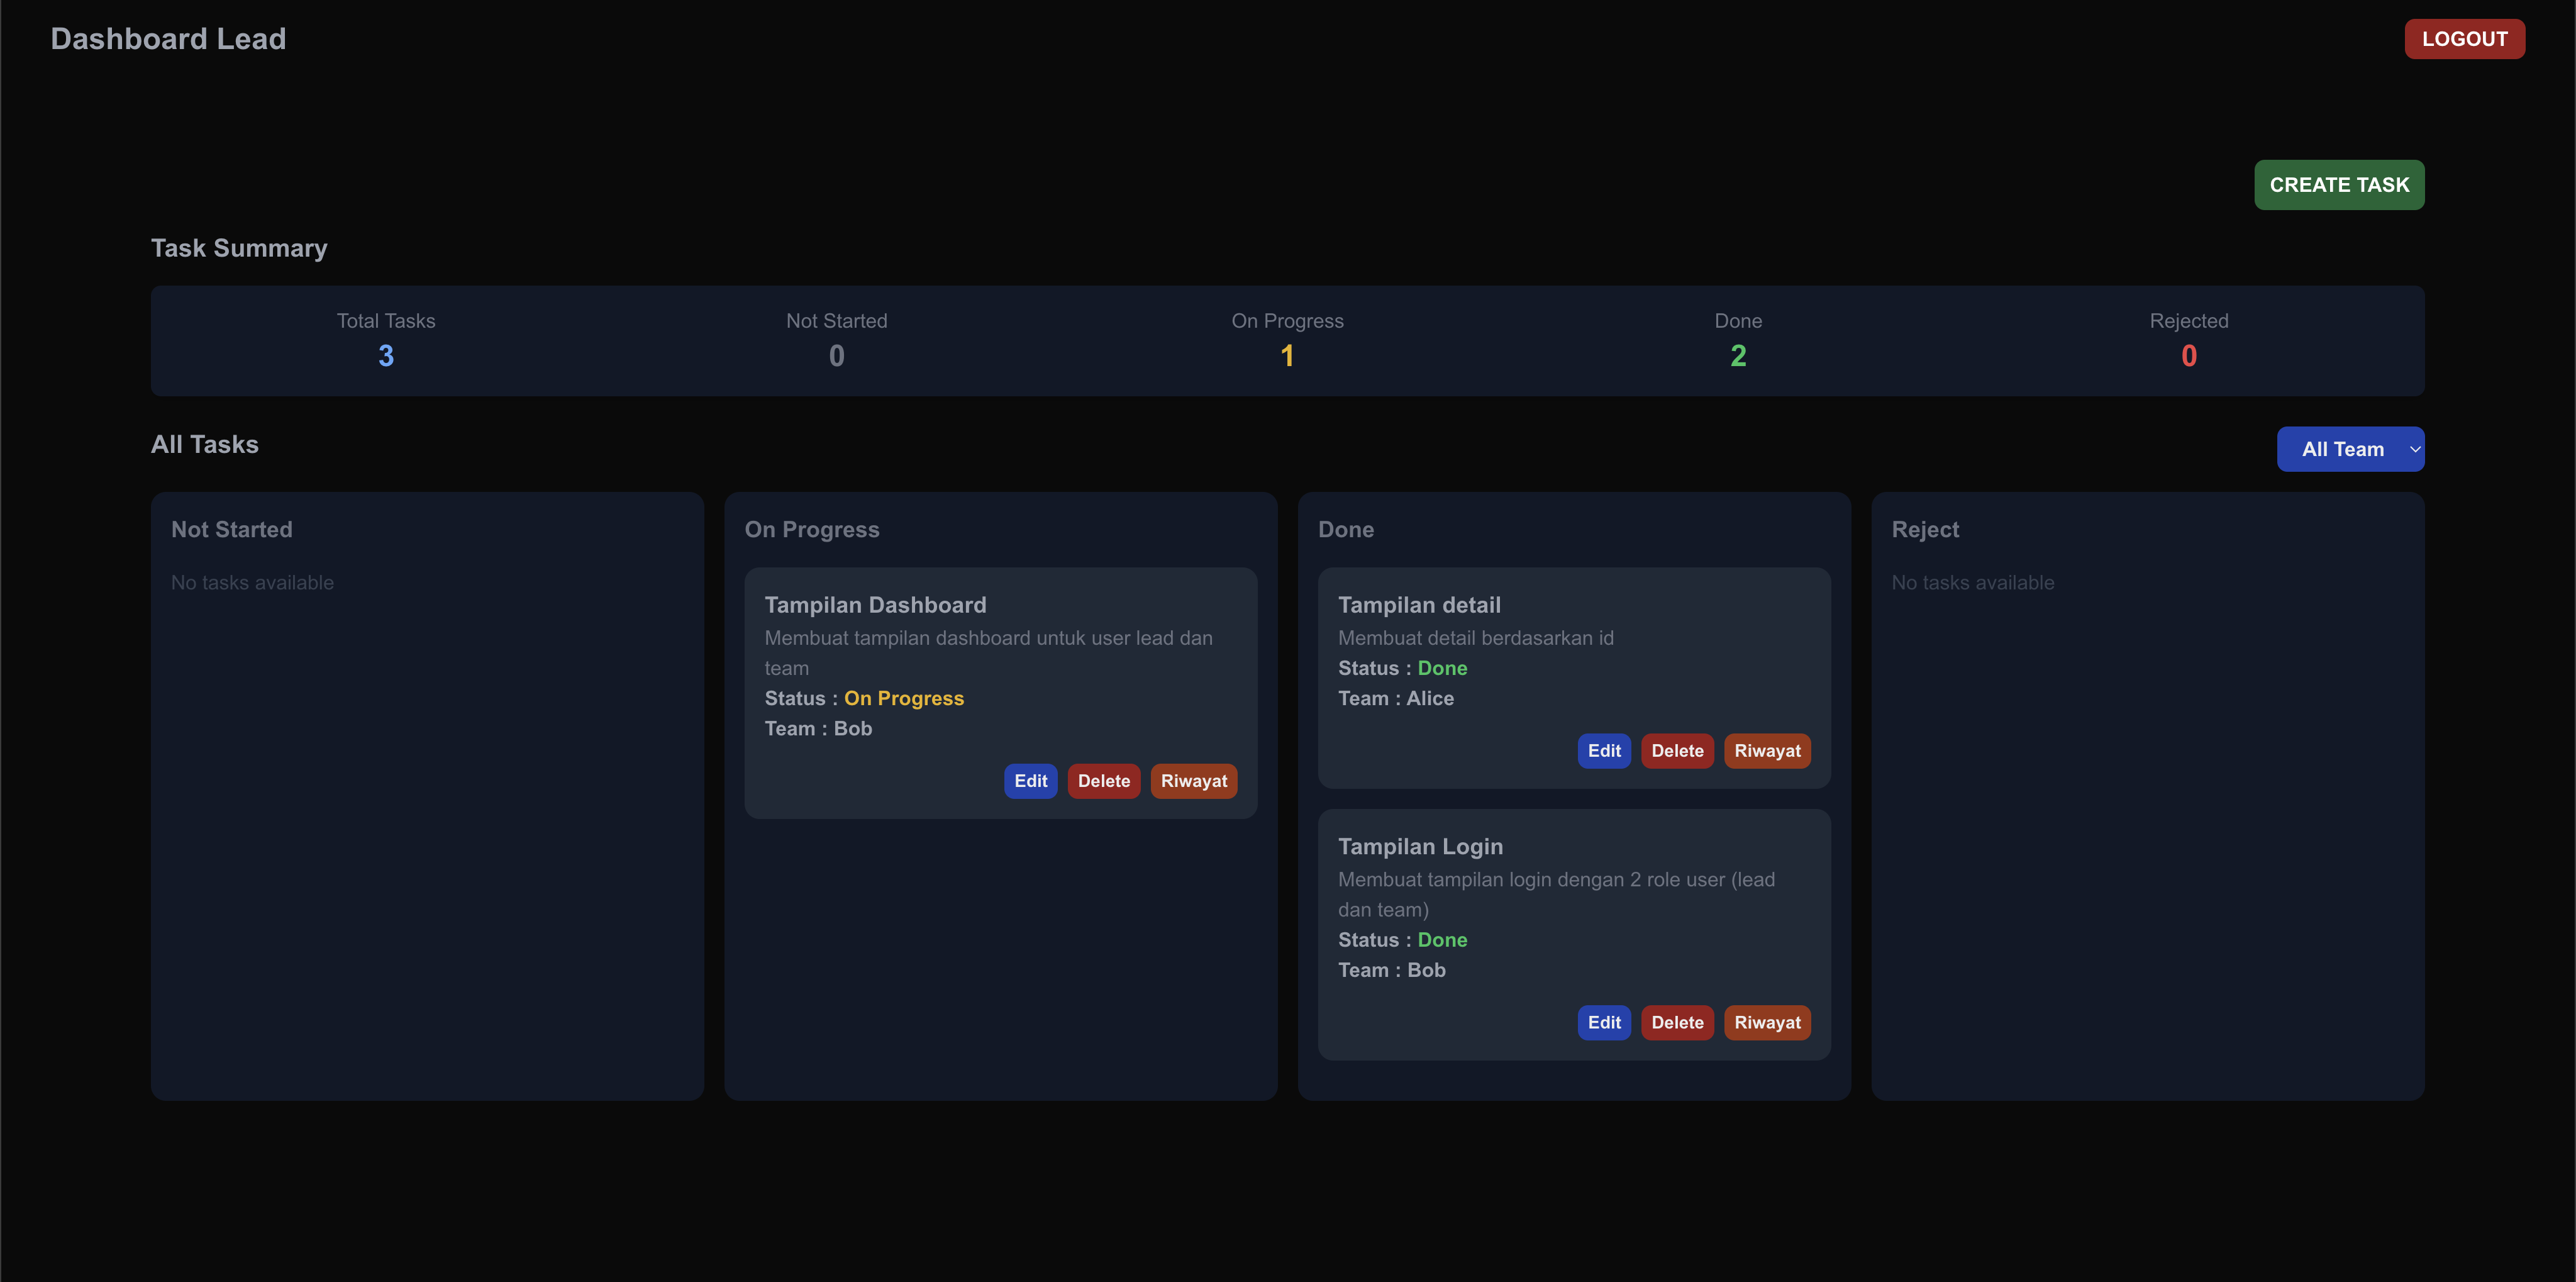 Dashboard Lead
LOGOUT
CREATE TASK
Task Summary
Total Tasks
3
Not Started
0
On Progress
1
Done
2
Rejected
0
All Tasks
All Team
Not Started
No tasks available
On Progress
Tampilan Dashboard
Membuat tampilan dashboard untuk user lead dan
team
Status : On Progress
Team : Bob
Edit Delete Riwayat
Done
Tampilan detail
Membuat detail berdasarkan id
Status : Done
Team : Alice
Edit Delete Riwayat
Tampilan Login
Membuat tampilan login dengan 2 role user (lead
dan team)
Status : Done
Team : Bob
Edit Delete Riwayat
Reject
No tasks available